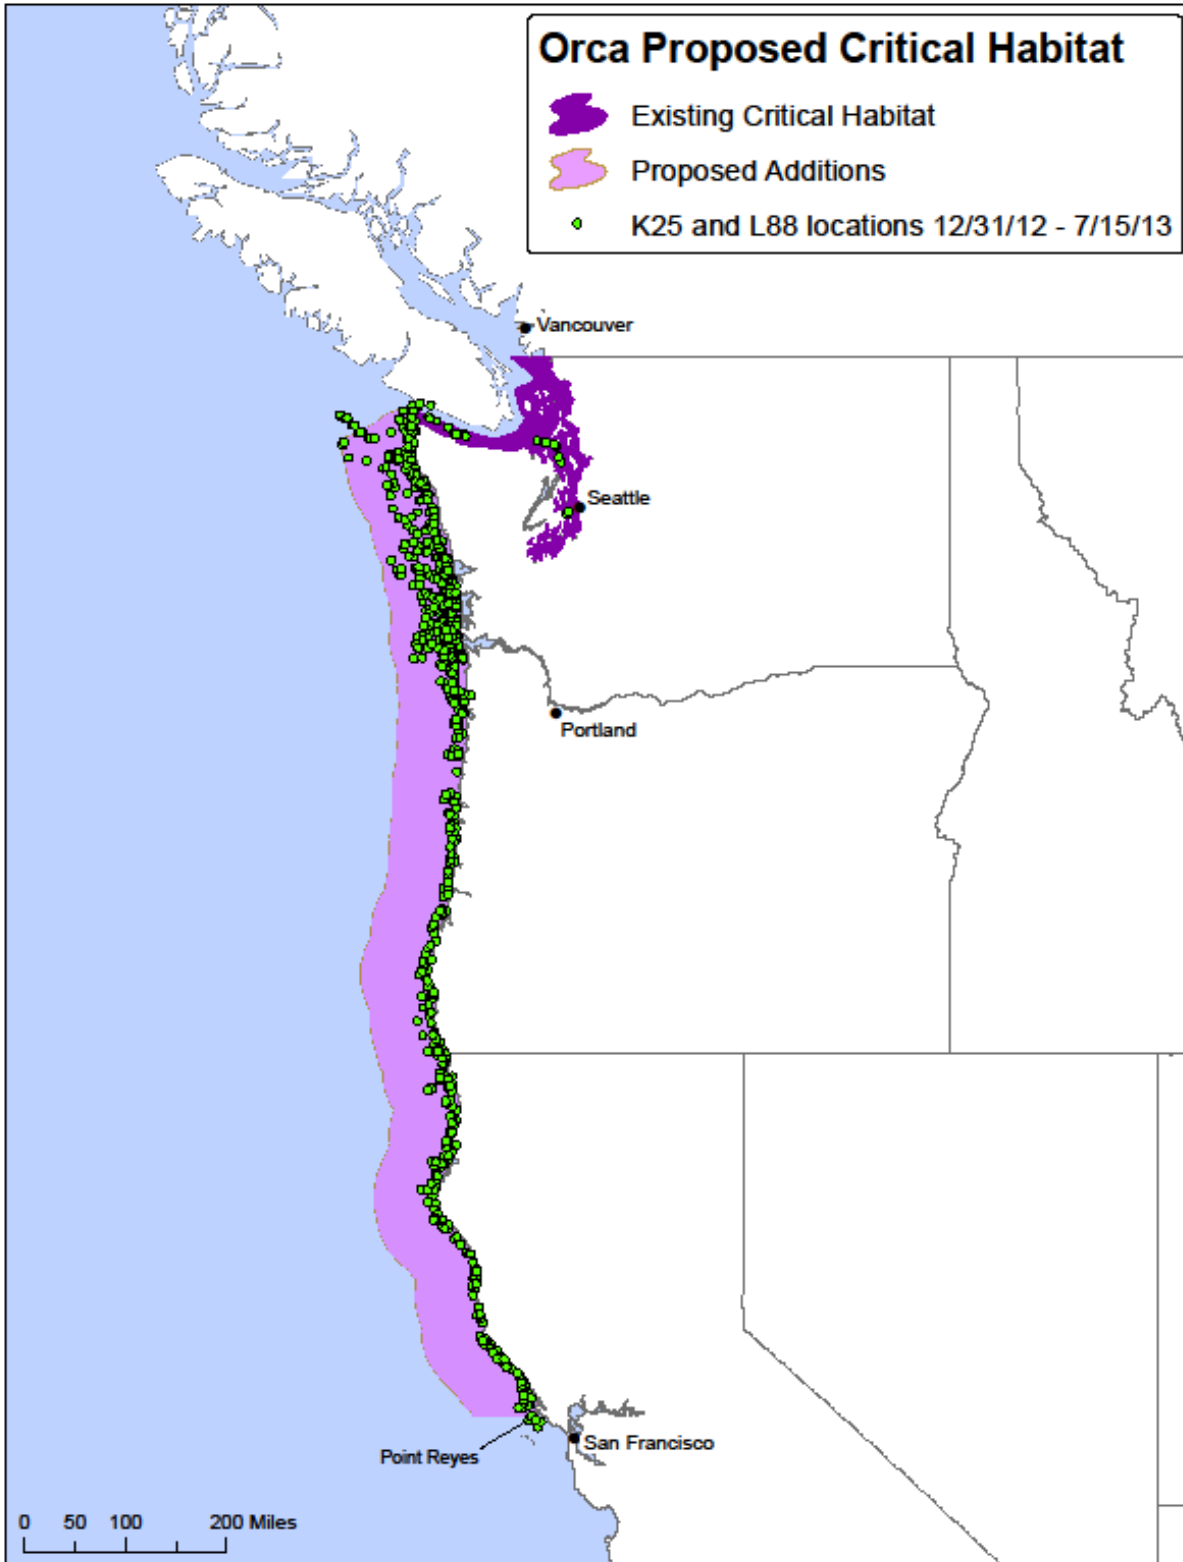 Orca Proposed Critical Habitat
Existing Critical Habitat
Proposed Additions
K25 and L88 locations 12/31/12 - 7/15/13
Vancouver
Seattle
Portland
San Francisco
Point Reyes
0 50 100 200 Miles